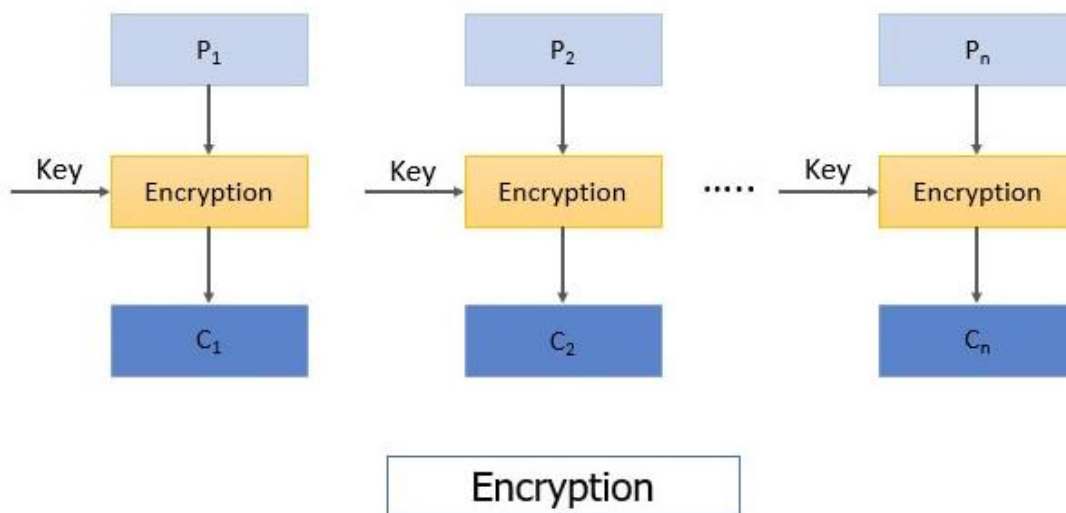 P₁ P₂ Pₙ
Key Key Key
Encryption Encryption ..... Encryption
C₁ C₂ Cₙ
Encryption